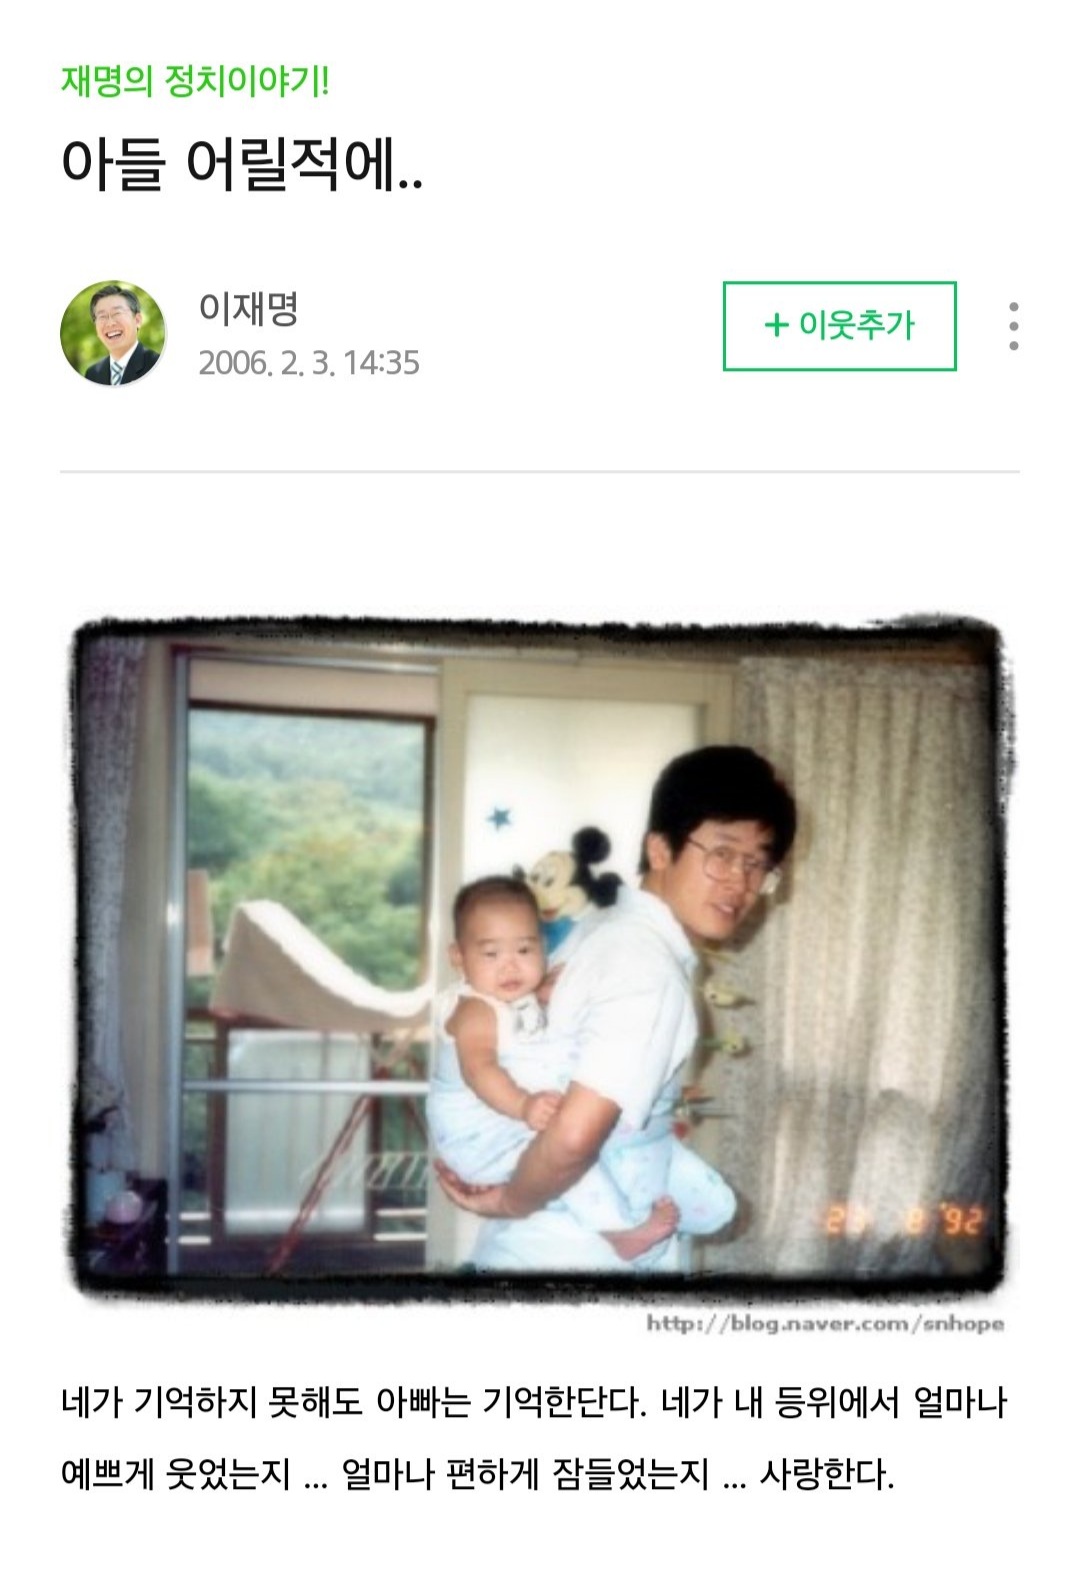 재명의 정치이야기!
아들 어릴적에..
이재명
2006. 2. 3. 14:35
+ 이웃추가
8 '92
http://blog.naver.com/snhope
네가 기억하지 못해도 아빠는 기억한단다. 네가 내 등위에서 얼마나
예쁘게 웃었는지 ... 얼마나 편하게 잠들었는지 ... 사랑한다.